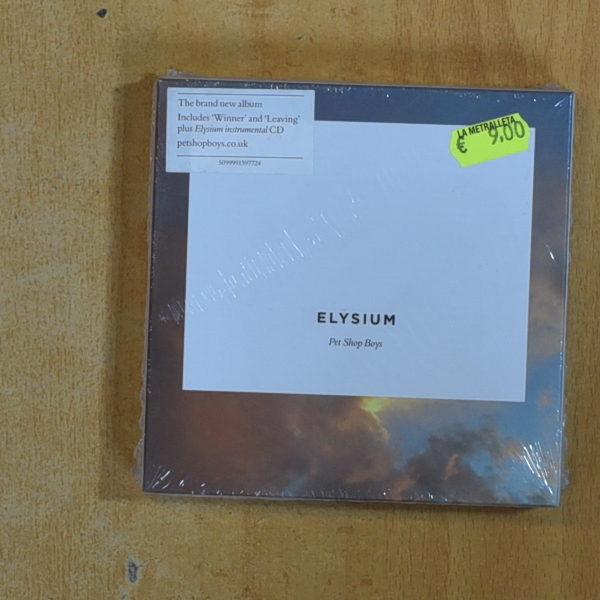 The brand new album
Includes ‘Winner’ and ‘Leaving’
plus Elysium instrumental CD
petshopboys.co.uk
5099991597724
LA METRALLETA
€ 9,00
ELYSIUM
Pet Shop Boys